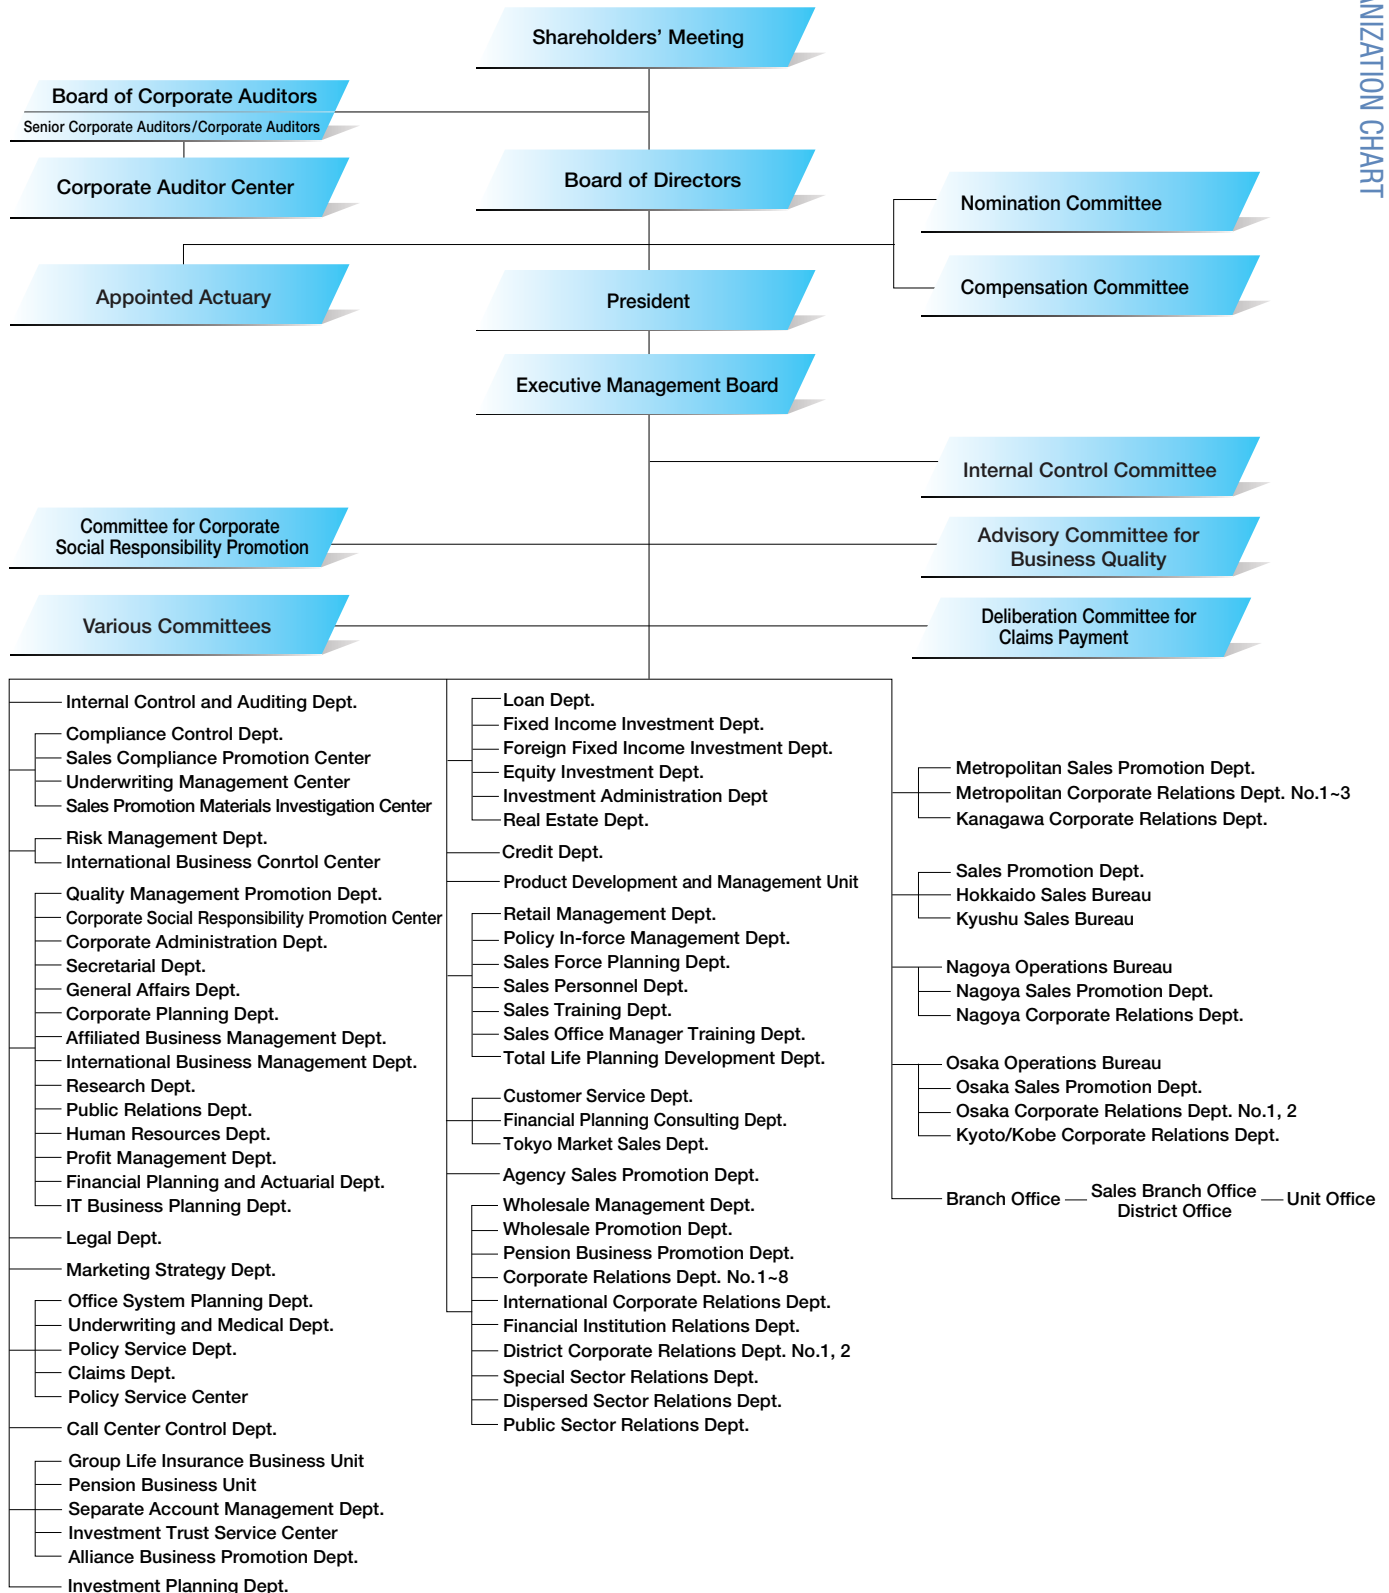 Shareholders' Meeting
Board of Corporate Auditors
Senior Corporate Auditors/Corporate Auditors
Corporate Auditor Center
Board of Directors
Nomination Committee
Compensation Committee
Appointed Actuary
President
Executive Management Board
Internal Control Committee
Committee for Corporate
Social Responsibility Promotion
Advisory Committee for
Business Quality
Various Committees
Deliberation Committee for
Claims Payment
Internal Control and Auditing Dept.
Compliance Control Dept.
Sales Compliance Promotion Center
Underwriting Management Center
Sales Promotion Materials Investigation Center
Risk Management Dept.
International Business Conrtol Center
Quality Management Promotion Dept.
Corporate Social Responsibility Promotion Center
Corporate Administration Dept.
Secretarial Dept.
General Affairs Dept.
Corporate Planning Dept.
Affiliated Business Management Dept.
International Business Management Dept.
Research Dept.
Public Relations Dept.
Human Resources Dept.
Profit Management Dept.
Financial Planning and Actuarial Dept.
IT Business Planning Dept.
Legal Dept.
Marketing Strategy Dept.
Office System Planning Dept.
Underwriting and Medical Dept.
Policy Service Dept.
Claims Dept.
Policy Service Center
Call Center Control Dept.
Group Life Insurance Business Unit
Pension Business Unit
Separate Account Management Dept.
Investment Trust Service Center
Alliance Business Promotion Dept.
Investment Planning Dept.
Loan Dept.
Fixed Income Investment Dept.
Foreign Fixed Income Investment Dept.
Equity Investment Dept.
Investment Administration Dept
Real Estate Dept.
Credit Dept.
Product Development and Management Unit
Retail Management Dept.
Policy In-force Management Dept.
Sales Force Planning Dept.
Sales Personnel Dept.
Sales Training Dept.
Sales Office Manager Training Dept.
Total Life Planning Development Dept.
Customer Service Dept.
Financial Planning Consulting Dept.
Tokyo Market Sales Dept.
Agency Sales Promotion Dept.
Wholesale Management Dept.
Wholesale Promotion Dept.
Pension Business Promotion Dept.
Corporate Relations Dept. No.1~8
International Corporate Relations Dept.
Financial Institution Relations Dept.
District Corporate Relations Dept. No.1, 2
Special Sector Relations Dept.
Dispersed Sector Relations Dept.
Public Sector Relations Dept.
Metropolitan Sales Promotion Dept.
Metropolitan Corporate Relations Dept. No.1~3
Kanagawa Corporate Relations Dept.
Sales Promotion Dept.
Hokkaido Sales Bureau
Kyushu Sales Bureau
Nagoya Operations Bureau
Nagoya Sales Promotion Dept.
Nagoya Corporate Relations Dept.
Osaka Operations Bureau
Osaka Sales Promotion Dept.
Osaka Corporate Relations Dept. No.1, 2
Kyoto/Kobe Corporate Relations Dept.
Branch Office
Sales Branch Office
District Office
Unit Office
CHART